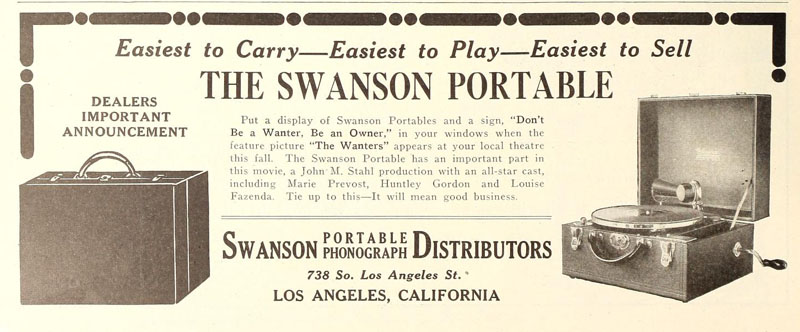 Easiest to Carry—Easiest to Play—Easiest to Sell
THE SWANSON PORTABLE
DEALERS
IMPORTANT
ANNOUNCEMENT
Put a display of Swanson Portables and a sign, "Don't
Be a Wanter, Be an Owner," in your windows when the
feature picture "The Wanters" appears at your local theatre
this fall. The Swanson Portable has an important part in
this movie, a John M. Stahl production with an all-star cast,
including Marie Prevost, Huntley Gordon and Louise
Fazenda. Tie up to this—It will mean good business.
SWANSON PORTABLE PHONOGRAPH DISTRIBUTORS
738 So. Los Angeles St.
LOS ANGELES, CALIFORNIA